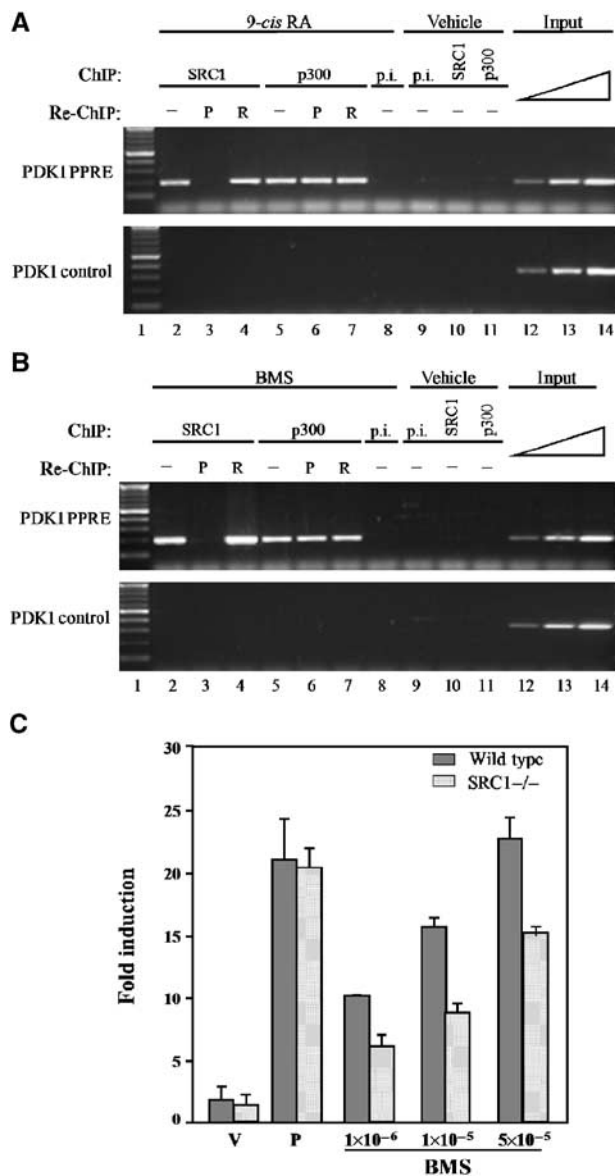 A
9-cis RA Vehicle Input
ChIP: SRC1 p300 p.i. p.i. SRC1 p300
Re-ChIP: – P R – P R – – – –
PDK1 PPRE
PDK1 control
1 2 3 4 5 6 7 8 9 10 11 12 13 14
B
BMS Vehicle Input
ChIP: SRC1 p300 p.i. p.i. SRC1 p300
Re-ChIP: – P R – P R – – – –
PDK1 PPRE
PDK1 control
1 2 3 4 5 6 7 8 9 10 11 12 13 14
C
30
Wild type
SRC1–/–
25
20
15
10
5
0
Fold induction
V P 1×10⁻⁶ 1×10⁻⁵ 5×10⁻⁵
BMS